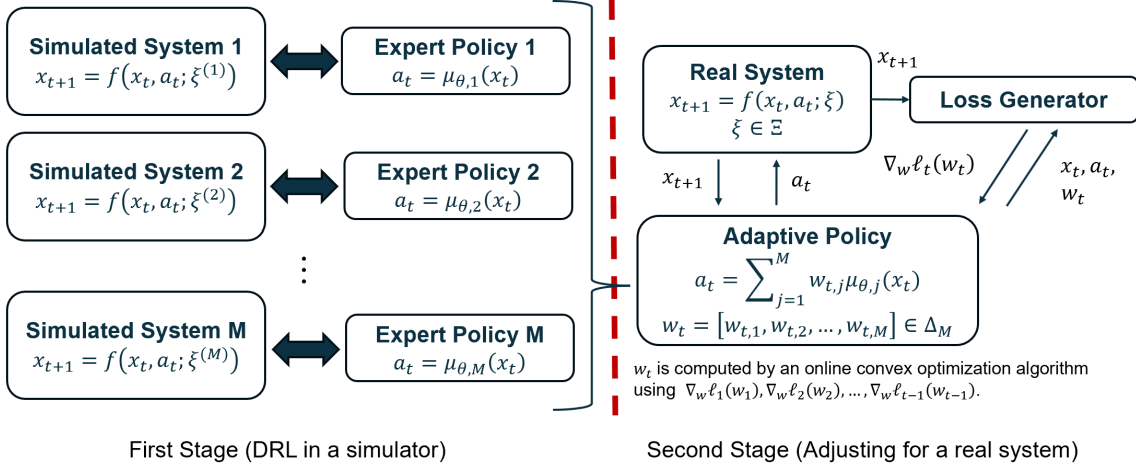 Simulated System 1
x_{t+1} = f(x_t, a_t; ξ^{(1)})
Expert Policy 1
a_t = μ_{θ,1}(x_t)
Simulated System 2
x_{t+1} = f(x_t, a_t; ξ^{(2)})
Expert Policy 2
a_t = μ_{θ,2}(x_t)
⋮
Simulated System M
x_{t+1} = f(x_t, a_t; ξ^{(M)})
Expert Policy M
a_t = μ_{θ,M}(x_t)
First Stage (DRL in a simulator)
Real System
x_{t+1} = f(x_t, a_t; ξ)
ξ ∈ Ξ
x_{t+1}
Loss Generator
x_{t+1}
a_t
∇_w ℓ_t(w_t)
x_t, a_t,
w_t
Adaptive Policy
a_t = ∑_{j=1}^{M} w_{t,j} μ_{θ,j}(x_t)
w_t = [w_{t,1}, w_{t,2}, … , w_{t,M}] ∈ Δ_M
w_t is computed by an online convex optimization algorithm
using ∇_w ℓ_1(w_1), ∇_w ℓ_2(w_2), … , ∇_w ℓ_{t−1}(w_{t−1}).
Second Stage (Adjusting for a real system)